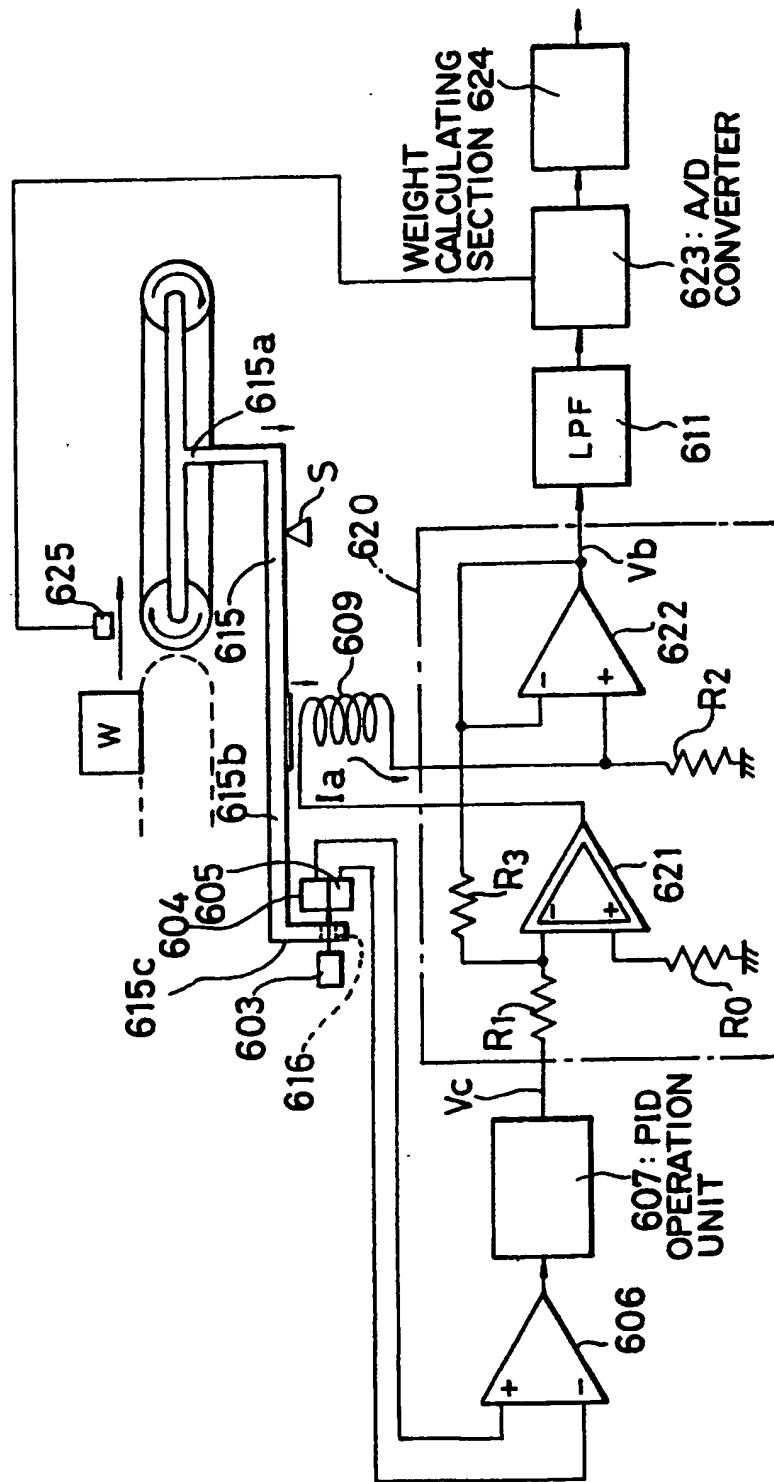 W
625
615a
615
S
615b
615c
604
605
603
616
609
Ia
620
WEIGHT
CALCULATING
SECTION 624
623: A/D
CONVERTER
LPF
611
Vb
-
+
622
R2
R3
-
+
621
R0
R1
Vc
607: PID
OPERATION
UNIT
+
-
606